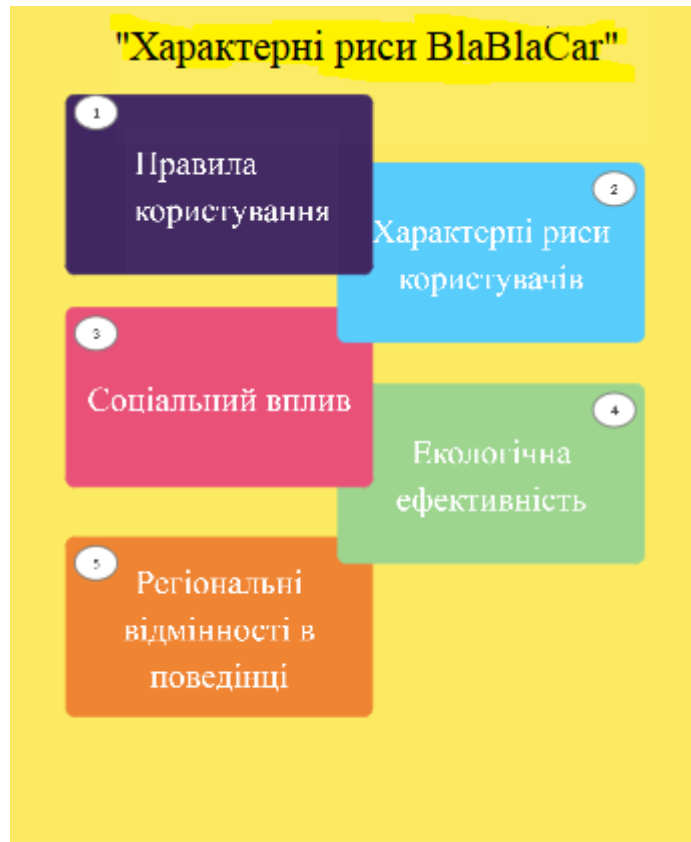 "Характерні риси BlaBlaCar"
1
Правила
користування
2
Характерні риси
користувачів
3
Соціальний вплив
4
Екологічна
ефективність
5
Регіональні
відмінності в
поведінці